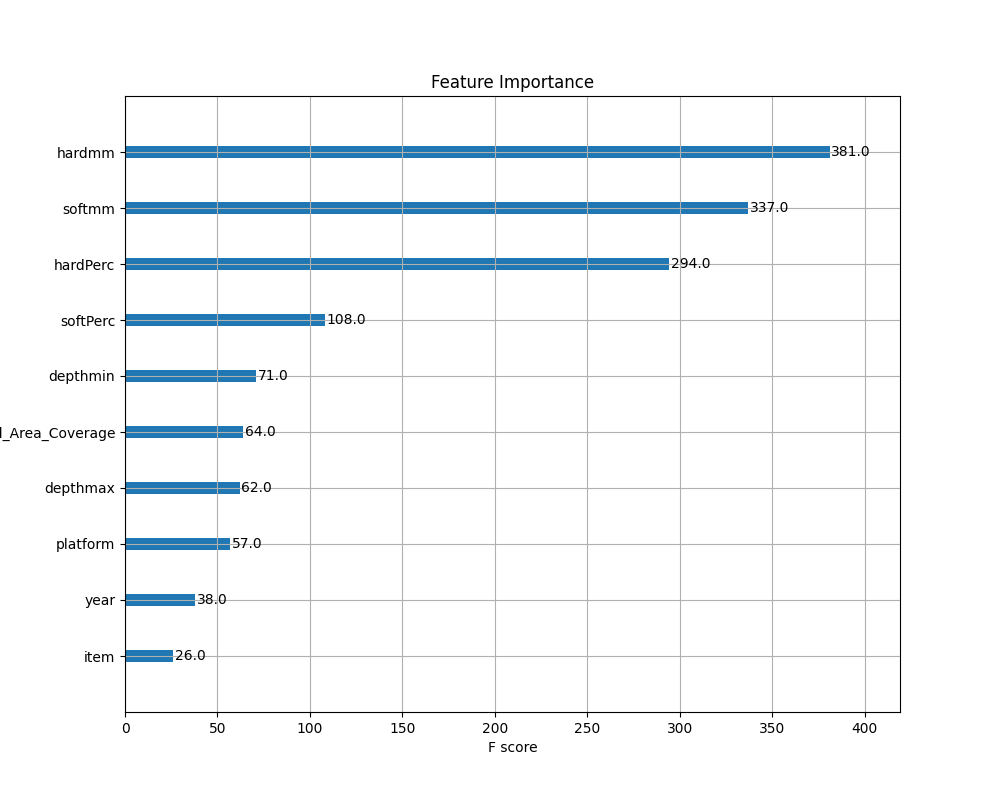 Feature Importance
hardmm 381.0
softmm 337.0
hardPerc 294.0
softPerc 108.0
depthmin 71.0
_Area_Coverage 64.0
depthmax 62.0
platform 57.0
year 38.0
item 26.0
0 50 100 150 200 250 300 350 400
F score